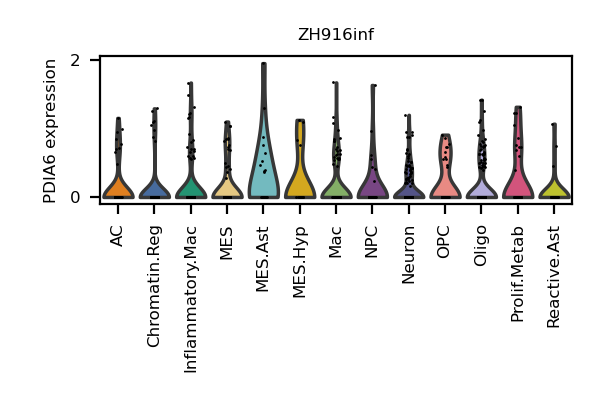 ZH916inf
PDIA6 expression
2
0
AC
Chromatin.Reg
Inflammatory.Mac
MES
MES.Ast
MES.Hyp
Mac
NPC
Neuron
OPC
Oligo
Prolif.Metab
Reactive.Ast